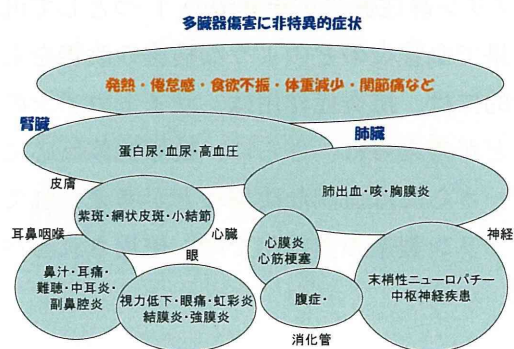 多臓器傷害に非特異的症状
発熱・倦怠感・食欲不振・体重減少・関節痛など
腎臓
蛋白尿・血尿・高血圧
肺臓
肺出血・咳・胸膜炎
皮膚
紫斑・網状皮斑・小結節
耳鼻咽喉
鼻汁・耳痛・
難聴・中耳炎・
副鼻腔炎
眼
視力低下・眼痛・虹彩炎
結膜炎・強膜炎
心臓
心膜炎
心筋梗塞
腹症・
消化管
神経
末梢性ニューロパチー
中枢神経疾患